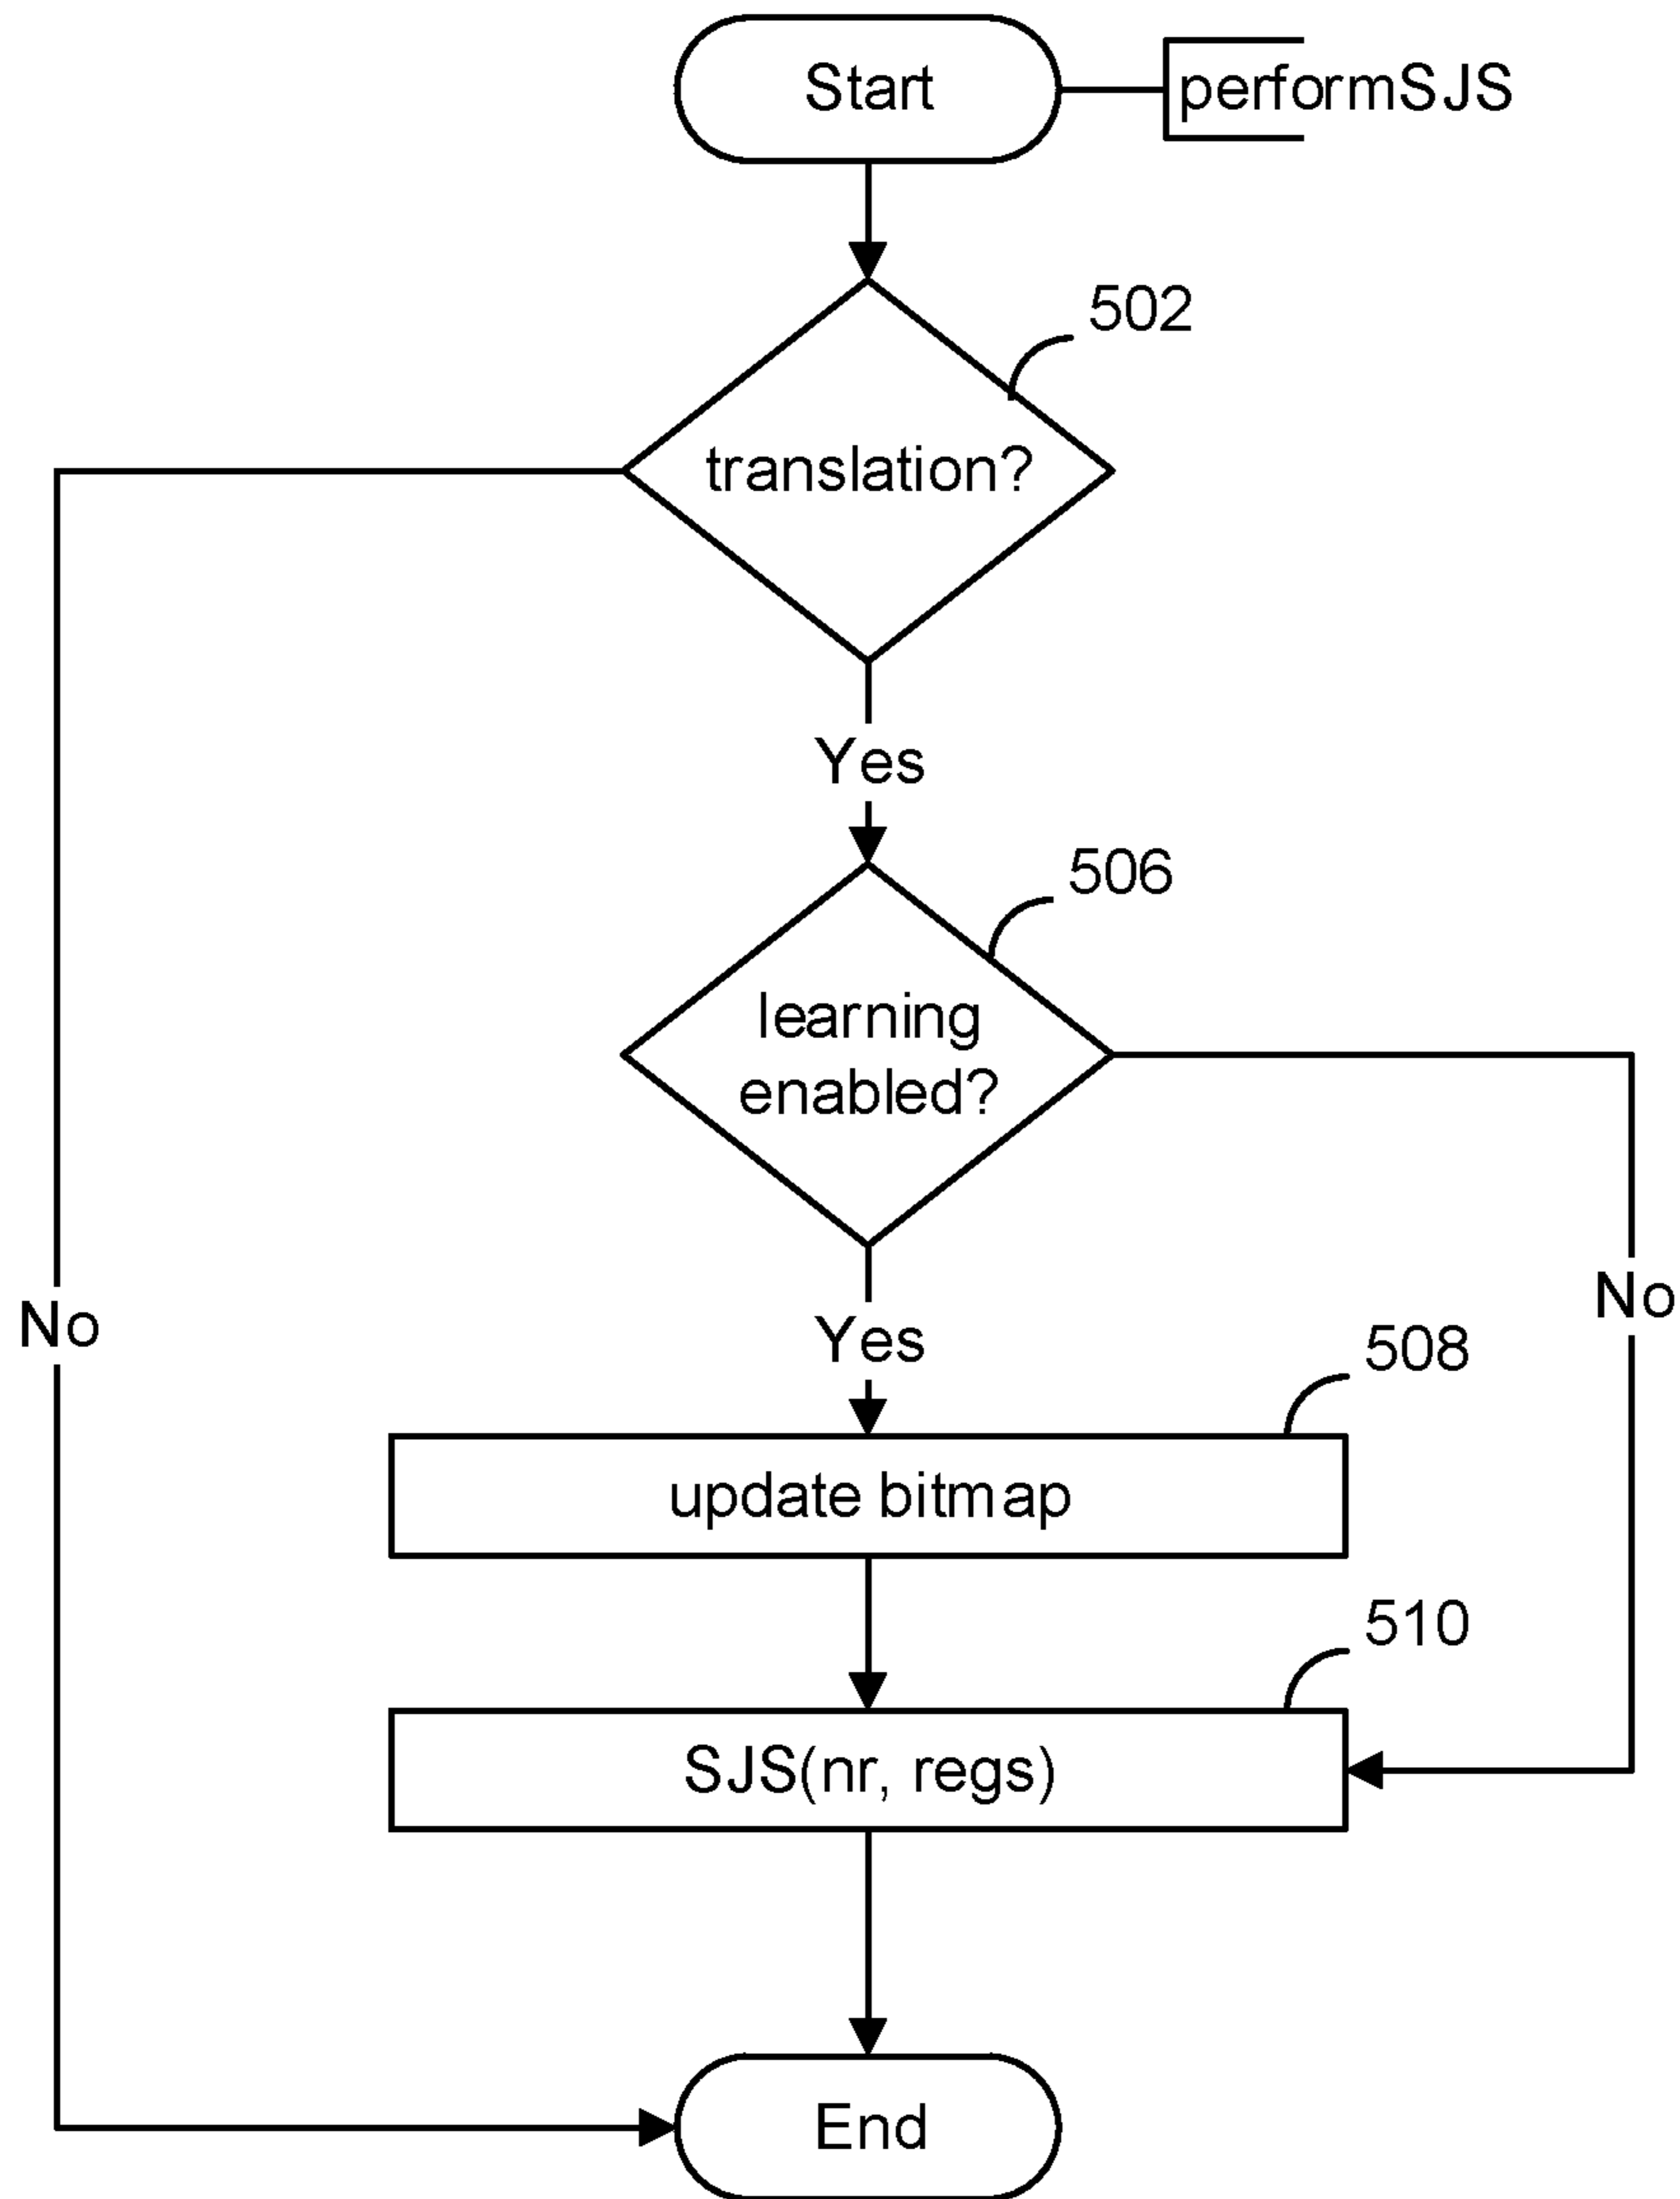 Start
performSJS
502
translation?
Yes
506
learning
enabled?
No
No
Yes
508
update bitmap
510
SJS(nr, regs)
End